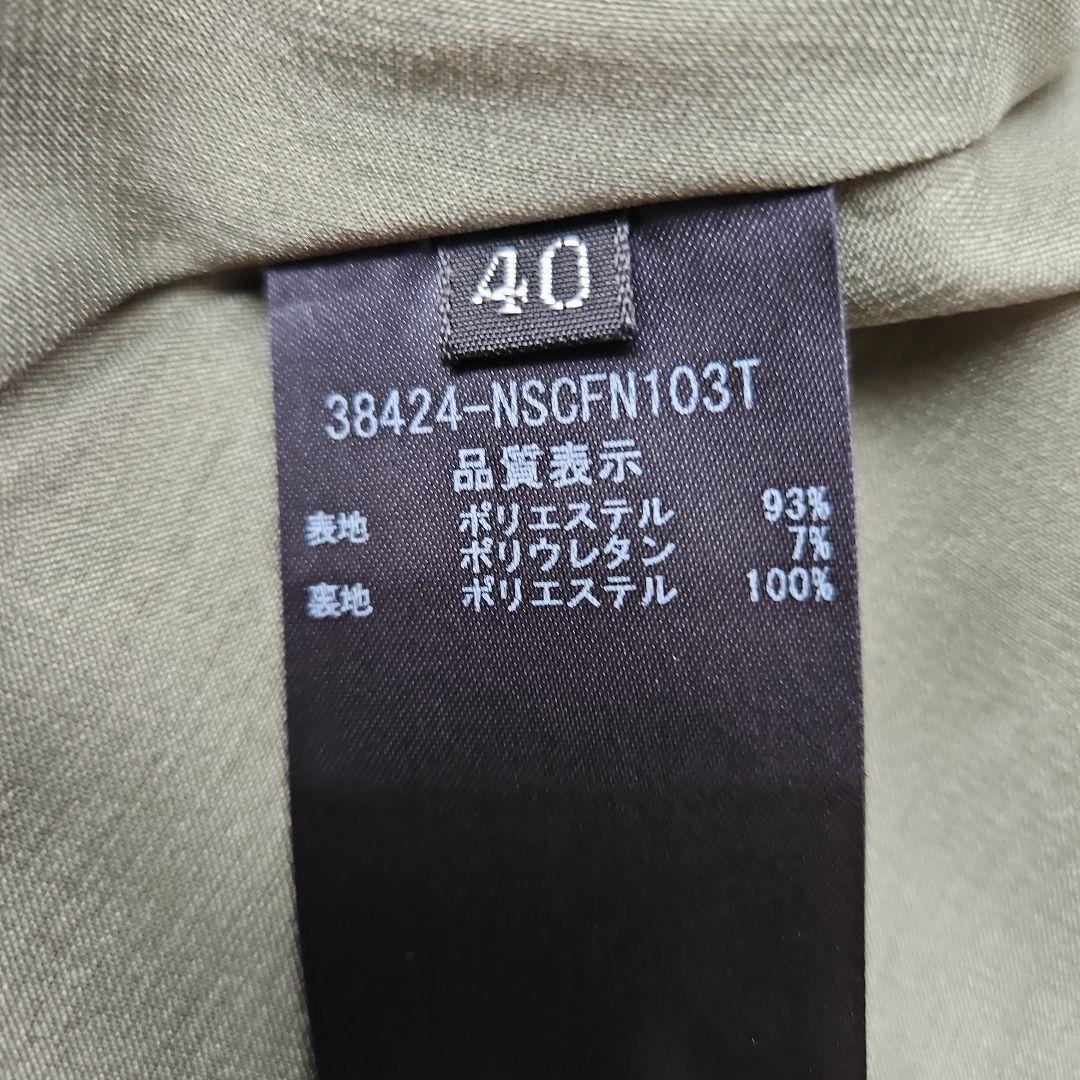 40
38424-NSCFN103T
品質表示
表地 ポリエステル 93%
ポリウレタン 7%
裏地 ポリエステル 100%